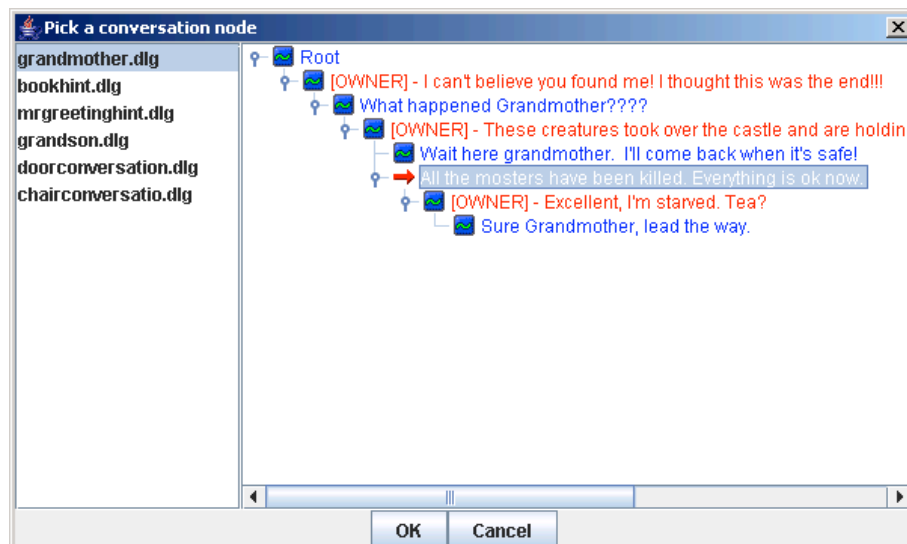 Pick a conversation node
grandmother.dlg
bookhint.dlg
mrgreetinghint.dlg
grandson.dlg
doorconversation.dlg
chairconversatio.dlg
Root
[OWNER] - I can't believe you found me! I thought this was the end!!!
What happened Grandmother????
[OWNER] - These creatures took over the castle and are holdin
Wait here grandmother. I'll come back when it's safe!
All the mosters have been killed. Everything is ok now.
[OWNER] - Excellent, I'm starved. Tea?
Sure Grandmother, lead the way.
OK
Cancel